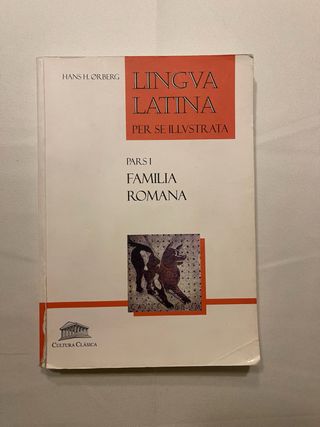 HANS H. ØRBERG
LINGVA
LATINA
PER SE ILLVSTRATA
PARS I
FAMILIA
ROMANA
CULTURA CLÁSICA